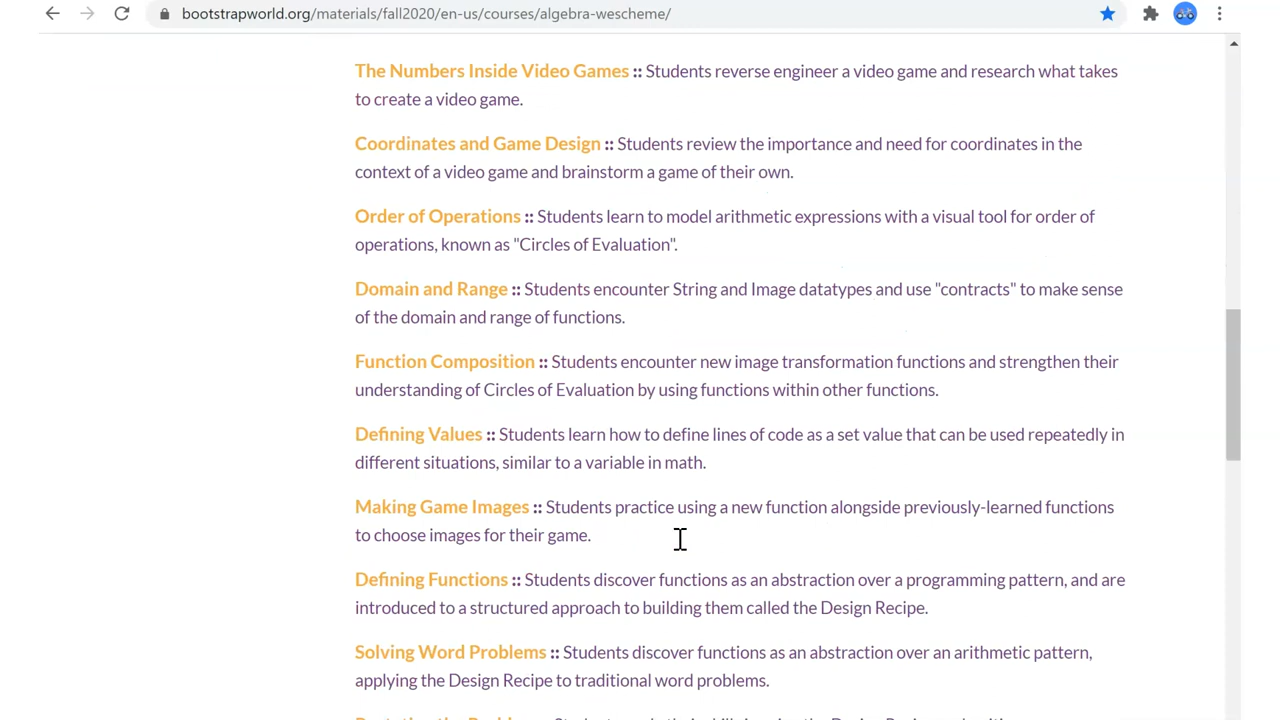 bootstrapworld.org/materials/fall2020/en-us/courses/algebra-wescheme/
The Numbers Inside Video Games :: Students reverse engineer a video game and research what takes
to create a video game.
Coordinates and Game Design :: Students review the importance and need for coordinates in the
context of a video game and brainstorm a game of their own.
Order of Operations :: Students learn to model arithmetic expressions with a visual tool for order of
operations, known as "Circles of Evaluation".
Domain and Range :: Students encounter String and Image datatypes and use "contracts" to make sense
of the domain and range of functions.
Function Composition :: Students encounter new image transformation functions and strengthen their
understanding of Circles of Evaluation by using functions within other functions.
Defining Values :: Students learn how to define lines of code as a set value that can be used repeatedly in
different situations, similar to a variable in math.
Making Game Images :: Students practice using a new function alongside previously-learned functions
to choose images for their game.
Defining Functions :: Students discover functions as an abstraction over a programming pattern, and are
introduced to a structured approach to building them called the Design Recipe.
Solving Word Problems :: Students discover functions as an abstraction over an arithmetic pattern,
applying the Design Recipe to traditional word problems.